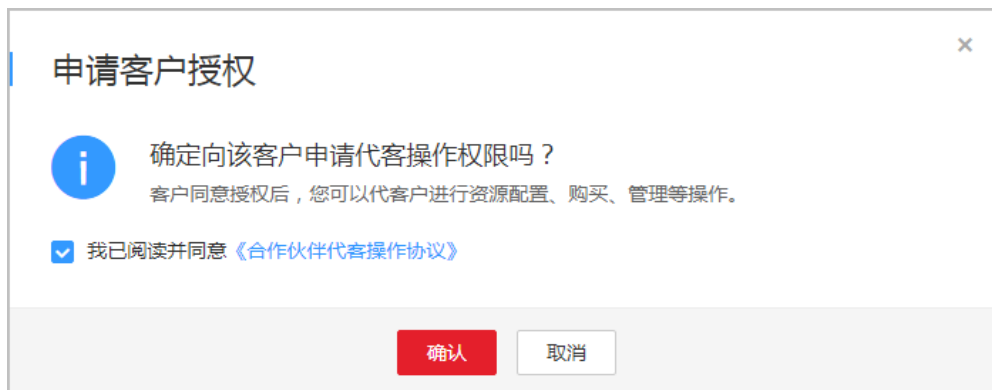 申请客户授权
×
确定向该客户申请代客操作权限吗？
客户同意授权后，您可以代客户进行资源配置、购买、管理等操作。
我已阅读并同意《合作伙伴代客操作协议》
确认 取消